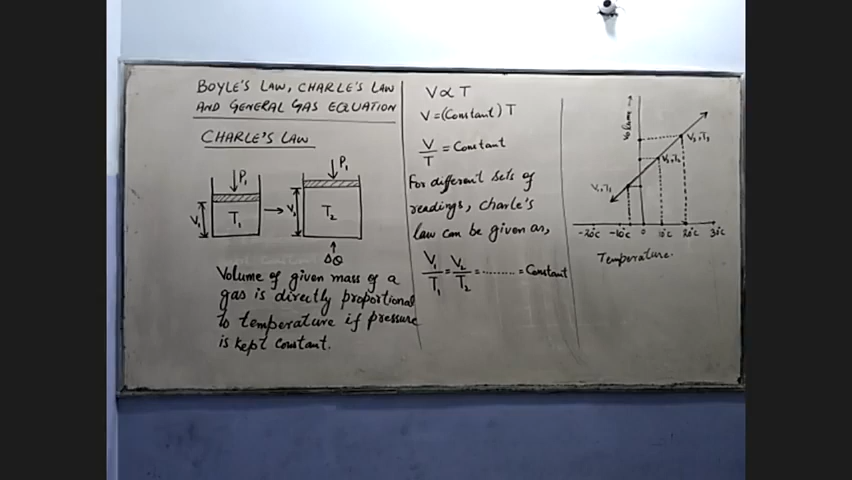 BOYLE'S LAW, CHARLE'S LAW
AND GENERAL GAS EQUATION
CHARLE'S LAW
P₁
V₁
T₁
P₁
V₂
T₂
ΔQ
Volume of given mass of a
gas is directly proportional
to temperature if pressure
is kept constant.
V∝T
V=(Constant) T
V/T = Constant
For different sets of
readings, Charle's
law can be given as,
V₁/T₁ = V₂/T₂ = ......... = Constant
Volume →
V₃,T₃
V₂,T₂
V₁,T₁
-20°C -10°C 0 10°C 20°C 30°C
Temperature.